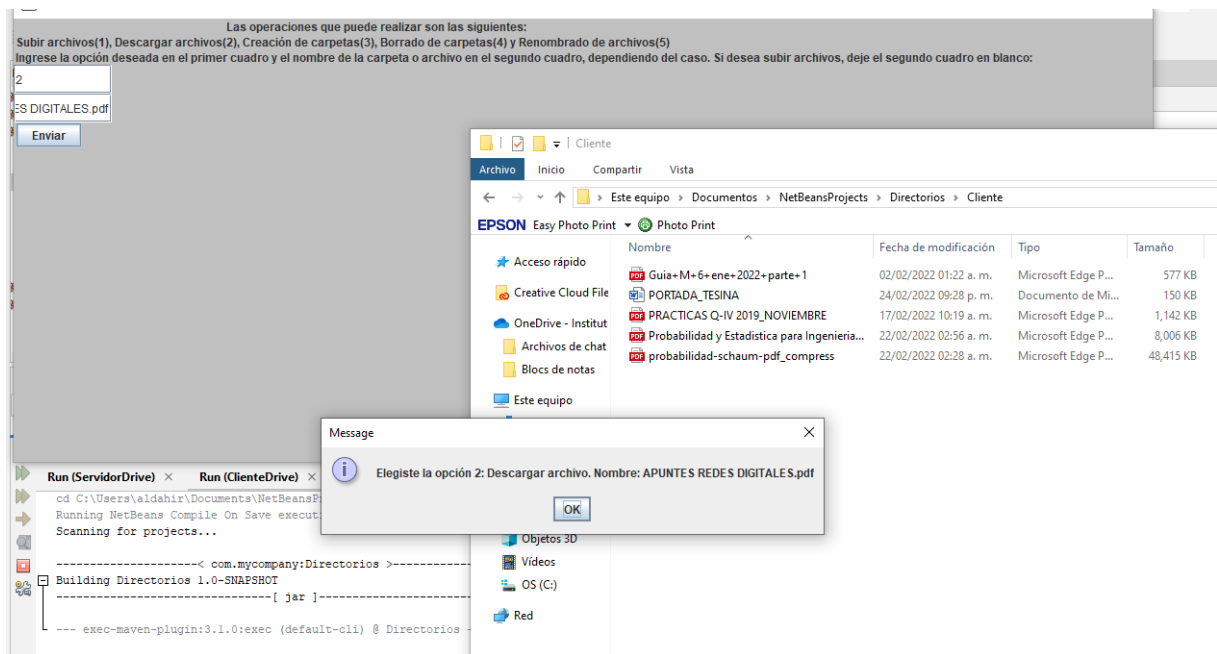 Las operaciones que puede realizar son las siguientes:
Subir archivos(1), Descargar archivos(2), Creación de carpetas(3), Borrado de carpetas(4) y Renombrado de archivos(5)
Ingrese la opción deseada en el primer cuadro y el nombre de la carpeta o archivo en el segundo cuadro, dependiendo del caso. Si desea subir archivos, deje el segundo cuadro en blanco:
2
ES DIGITALES.pdf
Enviar
Cliente
Archivo Inicio Compartir Vista
Este equipo > Documentos > NetBeansProjects > Directorios > Cliente
EPSON Easy Photo Print Photo Print
Nombre Fecha de modificación Tipo Tamaño
Acceso rápido
Creative Cloud File
OneDrive - Institut
Archivos de chat
Blocs de notas
Este equipo
Guia+M+6+ene+2022+parte+1 02/02/2022 01:22 a. m. Microsoft Edge P... 577 KB
PORTADA_TESINA 24/02/2022 09:28 p. m. Documento de Mi... 150 KB
PRACTICAS Q-IV 2019_NOVIEMBRE 17/02/2022 10:19 a. m. Microsoft Edge P... 1,142 KB
Probabilidad y Estadistica para Ingenieria... 22/02/2022 02:56 a. m. Microsoft Edge P... 8,006 KB
probabilidad-schaum-pdf_compress 22/02/2022 02:28 a. m. Microsoft Edge P... 48,415 KB
Message
Elegiste la opción 2: Descargar archivo. Nombre: APUNTES REDES DIGITALES.pdf
OK
Objetos 3D
Vídeos
OS (C:)
Red
Run (ServidorDrive) × Run (ClienteDrive) ×
cd C:\Users\aldahir\Documents\NetBeansP
Running NetBeans Compile On Save execut
Scanning for projects...
--------------------< com.mycompany:Directorios >-----------
Building Directorios 1.0-SNAPSHOT
--------------------------------[ jar ]----------------------
--- exec-maven-plugin:3.1.0:exec (default-cli) @ Directorios -